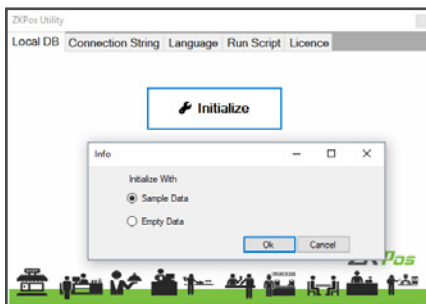 ZKPos Utility
Local DB Connection String Language Run Script Licence
Initialize
Info
Initialize With
Sample Data
Empty Data
Ok Cancel
ZKPos